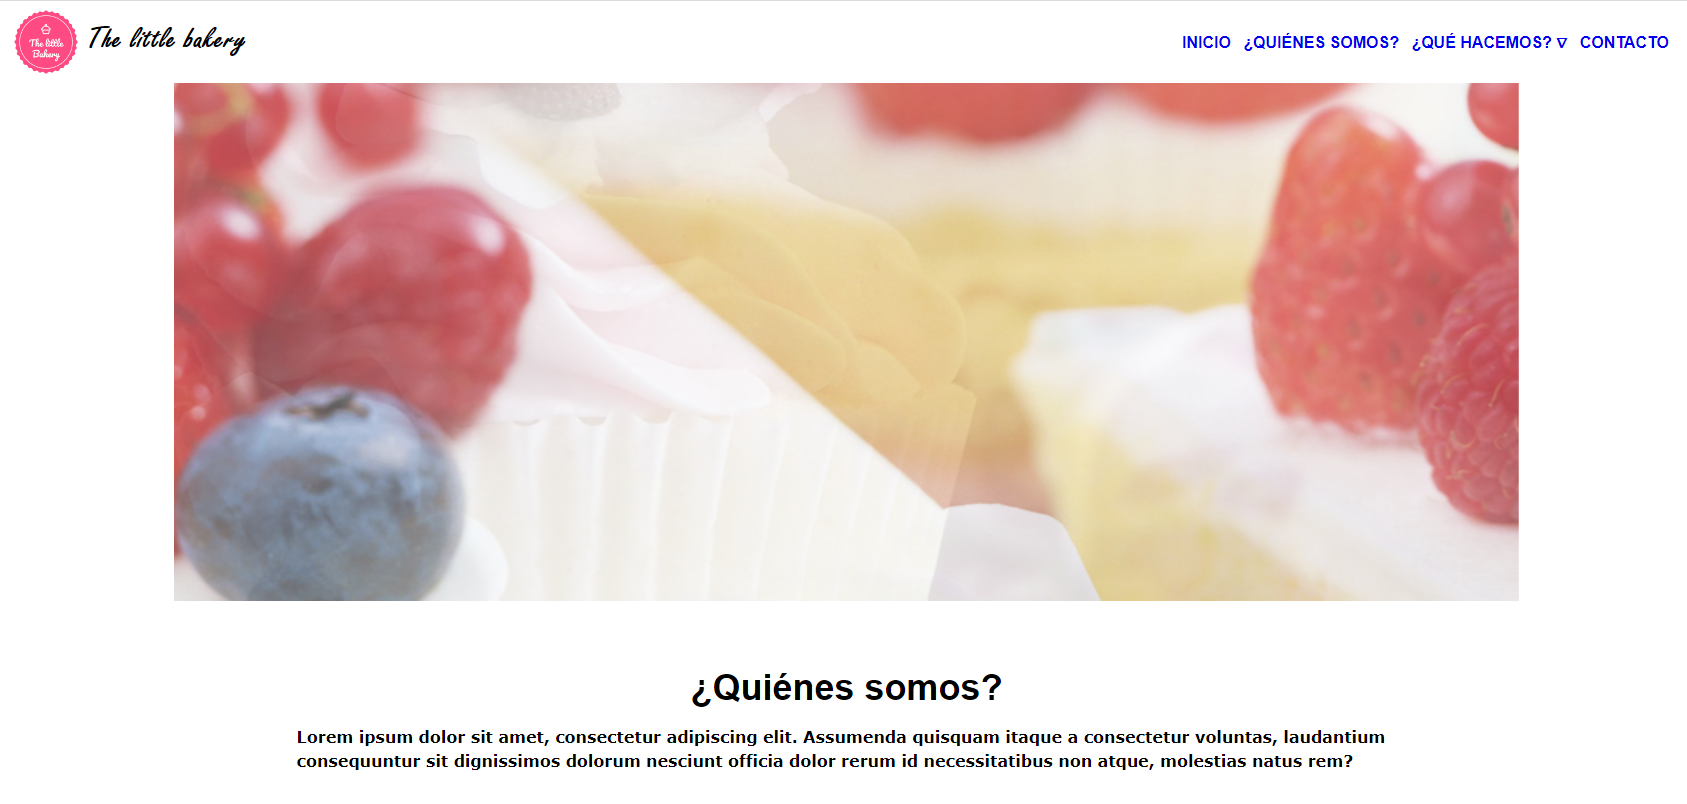 The little
Bakery
The little bakery
INICIO ¿QUIÉNES SOMOS? ¿QUÉ HACEMOS? ∇ CONTACTO
¿Quiénes somos?
Lorem ipsum dolor sit amet, consectetur adipiscing elit. Assumenda quisquam itaque a consectetur voluntas, laudantium
consequuntur sit dignissimos dolorum nesciunt officia dolor rerum id necessitatibus non atque, molestias natus rem?